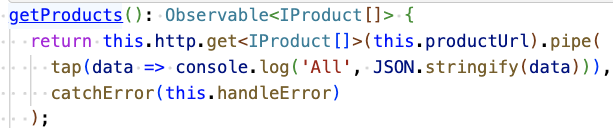 getProducts(): Observable<IProduct[]> {
  return this.http.get<IProduct[]>(this.productUrl).pipe(
    tap(data => console.log('All', JSON.stringify(data))),
    catchError(this.handleError)
  );